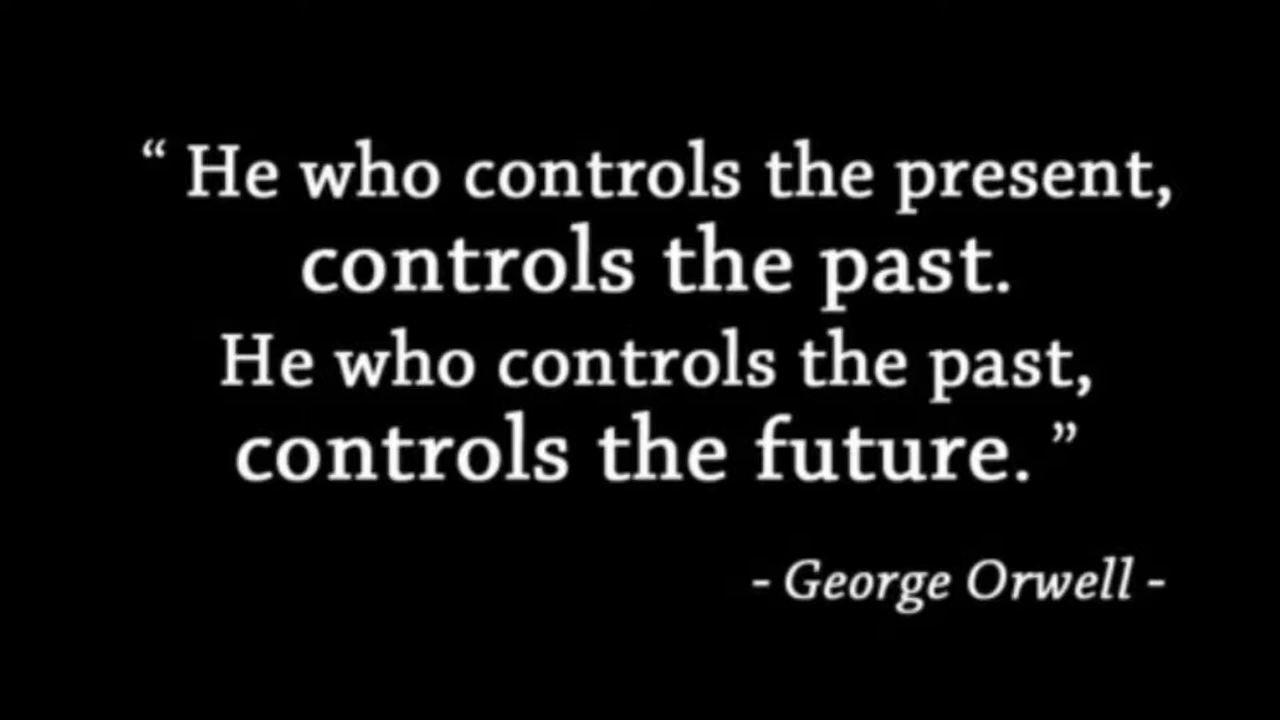 “ He who controls the present,
controls the past.
He who controls the past,
controls the future. ”
- George Orwell -